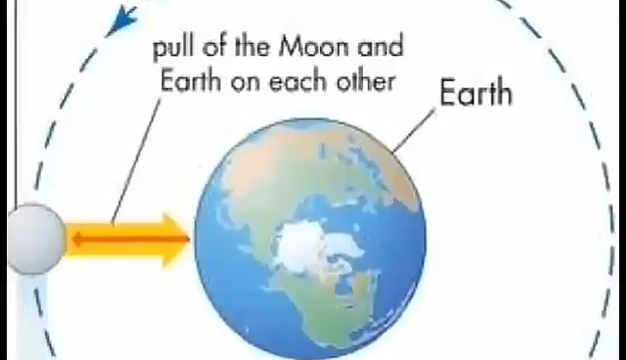 pull of the Moon and
Earth on each other
Earth